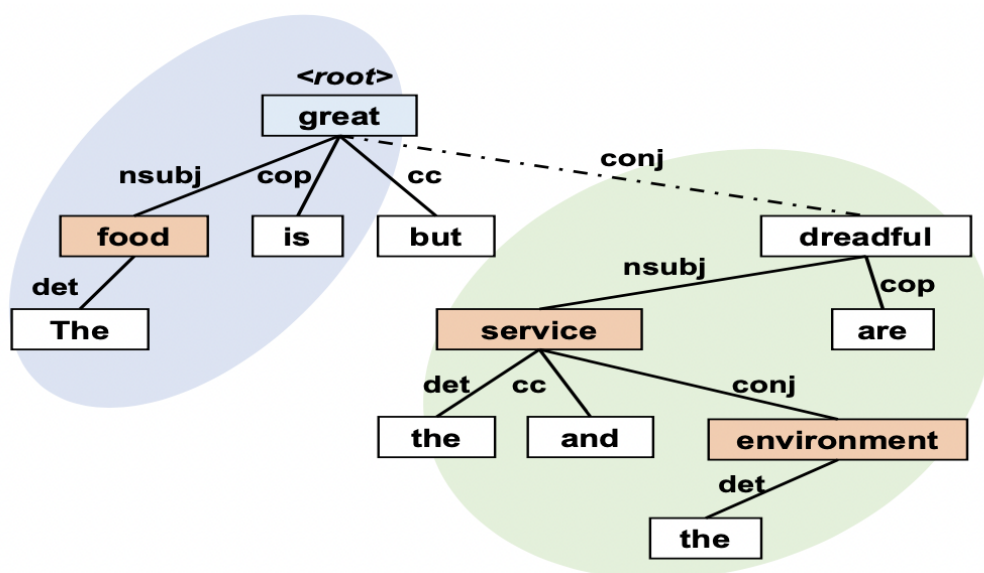 <root>
great
conj
nsubj cop cc
food is but dreadful
nsubj
det cop
The service are
det cc conj
the and environment
det
the